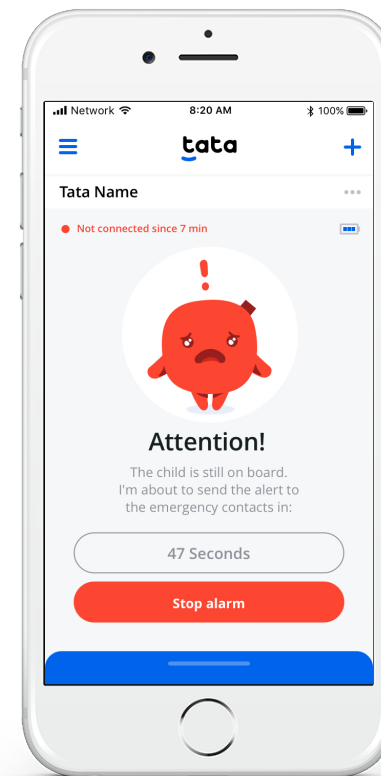 Network 8:20 AM 100%
tata
Tata Name
Not connected since 7 min
Attention!
The child is still on board.
I'm about to send the alert to
the emergency contacts in:
47 Seconds
Stop alarm